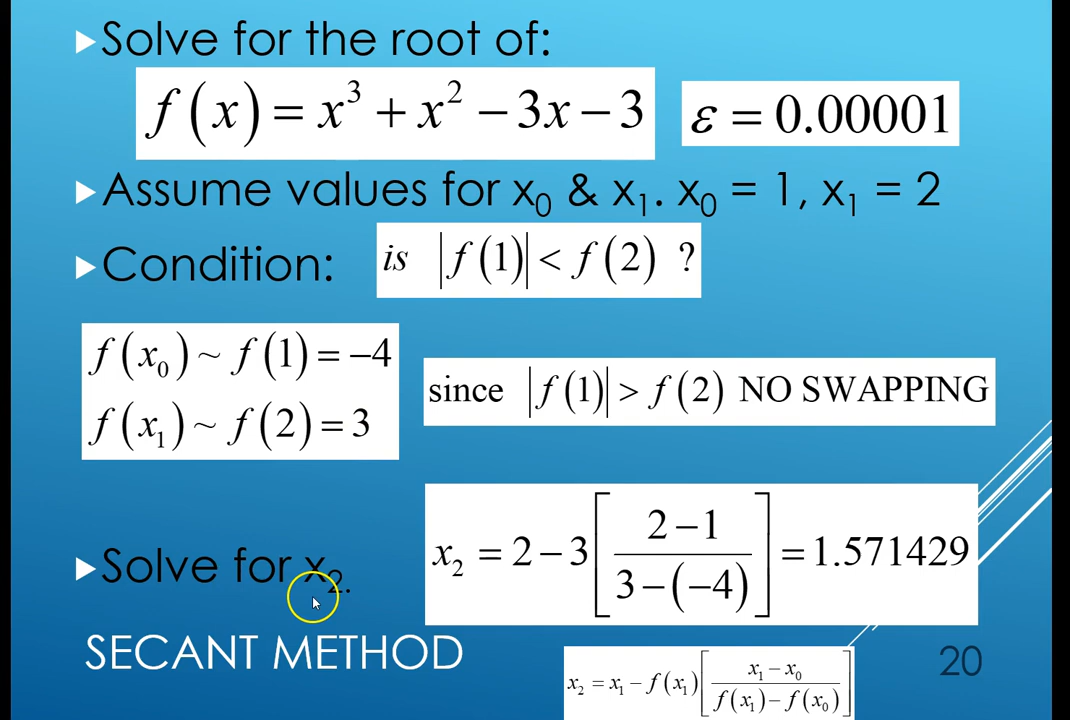 ▶Solve for the root of:
f(x) = x³ + x² − 3x − 3 ε = 0.00001
▶Assume values for x₀ & x₁. x₀ = 1, x₁ = 2
▶Condition: is |f(1)| < f(2) ?
f(x₀) ~ f(1) = −4
since |f(1)| > f(2) NO SWAPPING
f(x₁) ~ f(2) = 3
▶Solve for x₂. x₂ = 2 − 3[(2 − 1)/(3 − (−4))] = 1.571429
SECANT METHOD
x₂ = x₁ − f(x₁)[(x₁ − x₀)/(f(x₁) − f(x₀))]
20